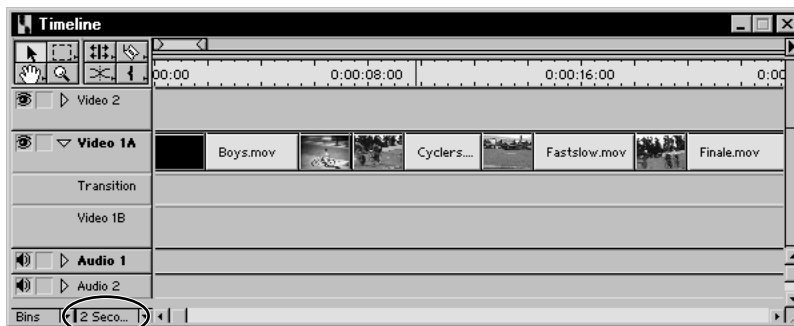 Timeline
00:00 0:00:08:00 0:00:16:00 0:00
Video 2
Video 1A Boys.mov Cyclers.... Fastslow.mov Finale.mov
Transition
Video 1B
Audio 1
Audio 2
Bins 2 Seco...